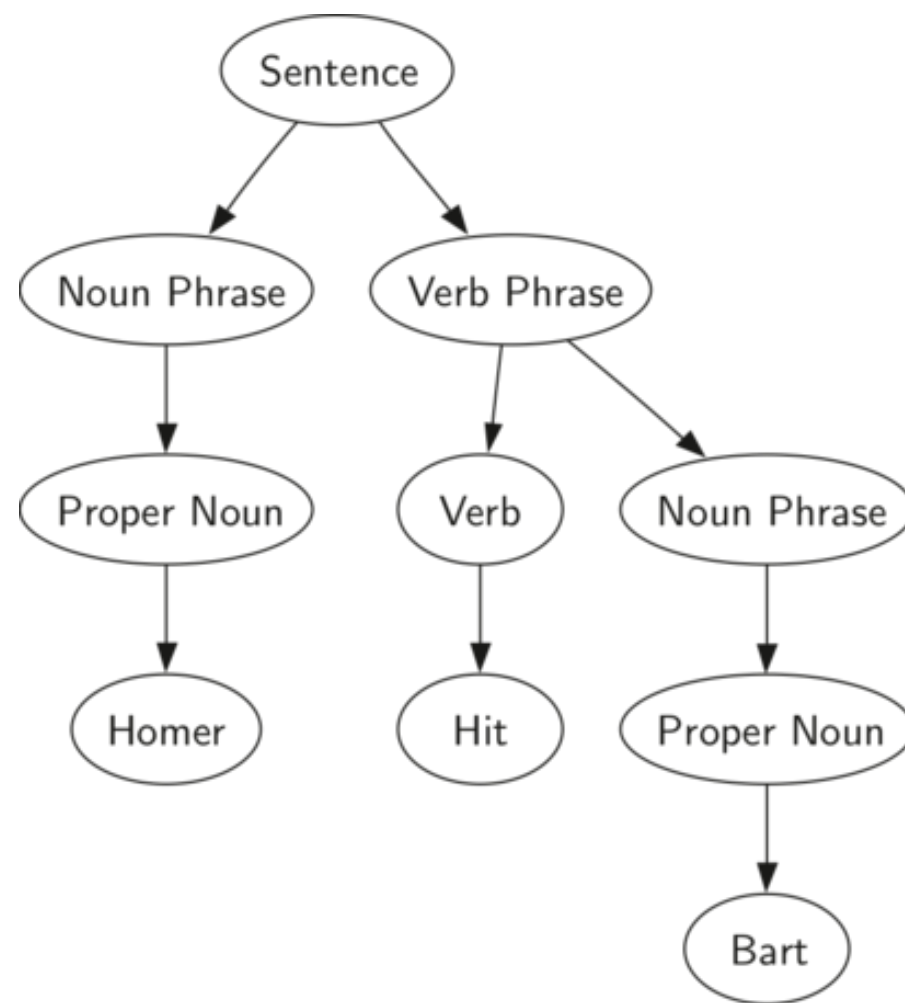 Sentence
Noun Phrase
Verb Phrase
Proper Noun
Verb
Noun Phrase
Homer
Hit
Proper Noun
Bart